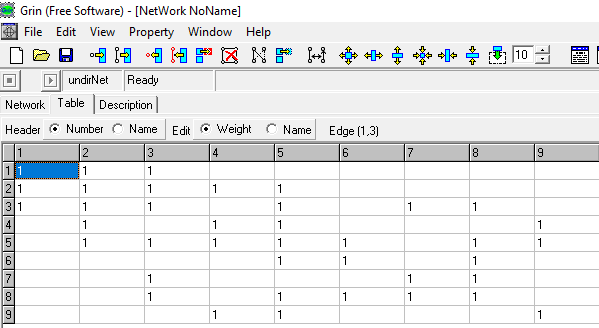 Grin (Free Software) - [NetWork NoName]
File Edit View Property Window Help
10
undirNet Ready
Network Table Description
Header Number Name Edit Weight Name Edge (1,3)
1 2 3 4 5 6 7 8 9
1 1 1 1
2 1 1 1 1 1
3 1 1 1 1 1 1
4 1 1 1 1
5 1 1 1 1 1 1 1
6 1 1 1
7 1 1 1
8 1 1 1 1 1
9 1 1 1